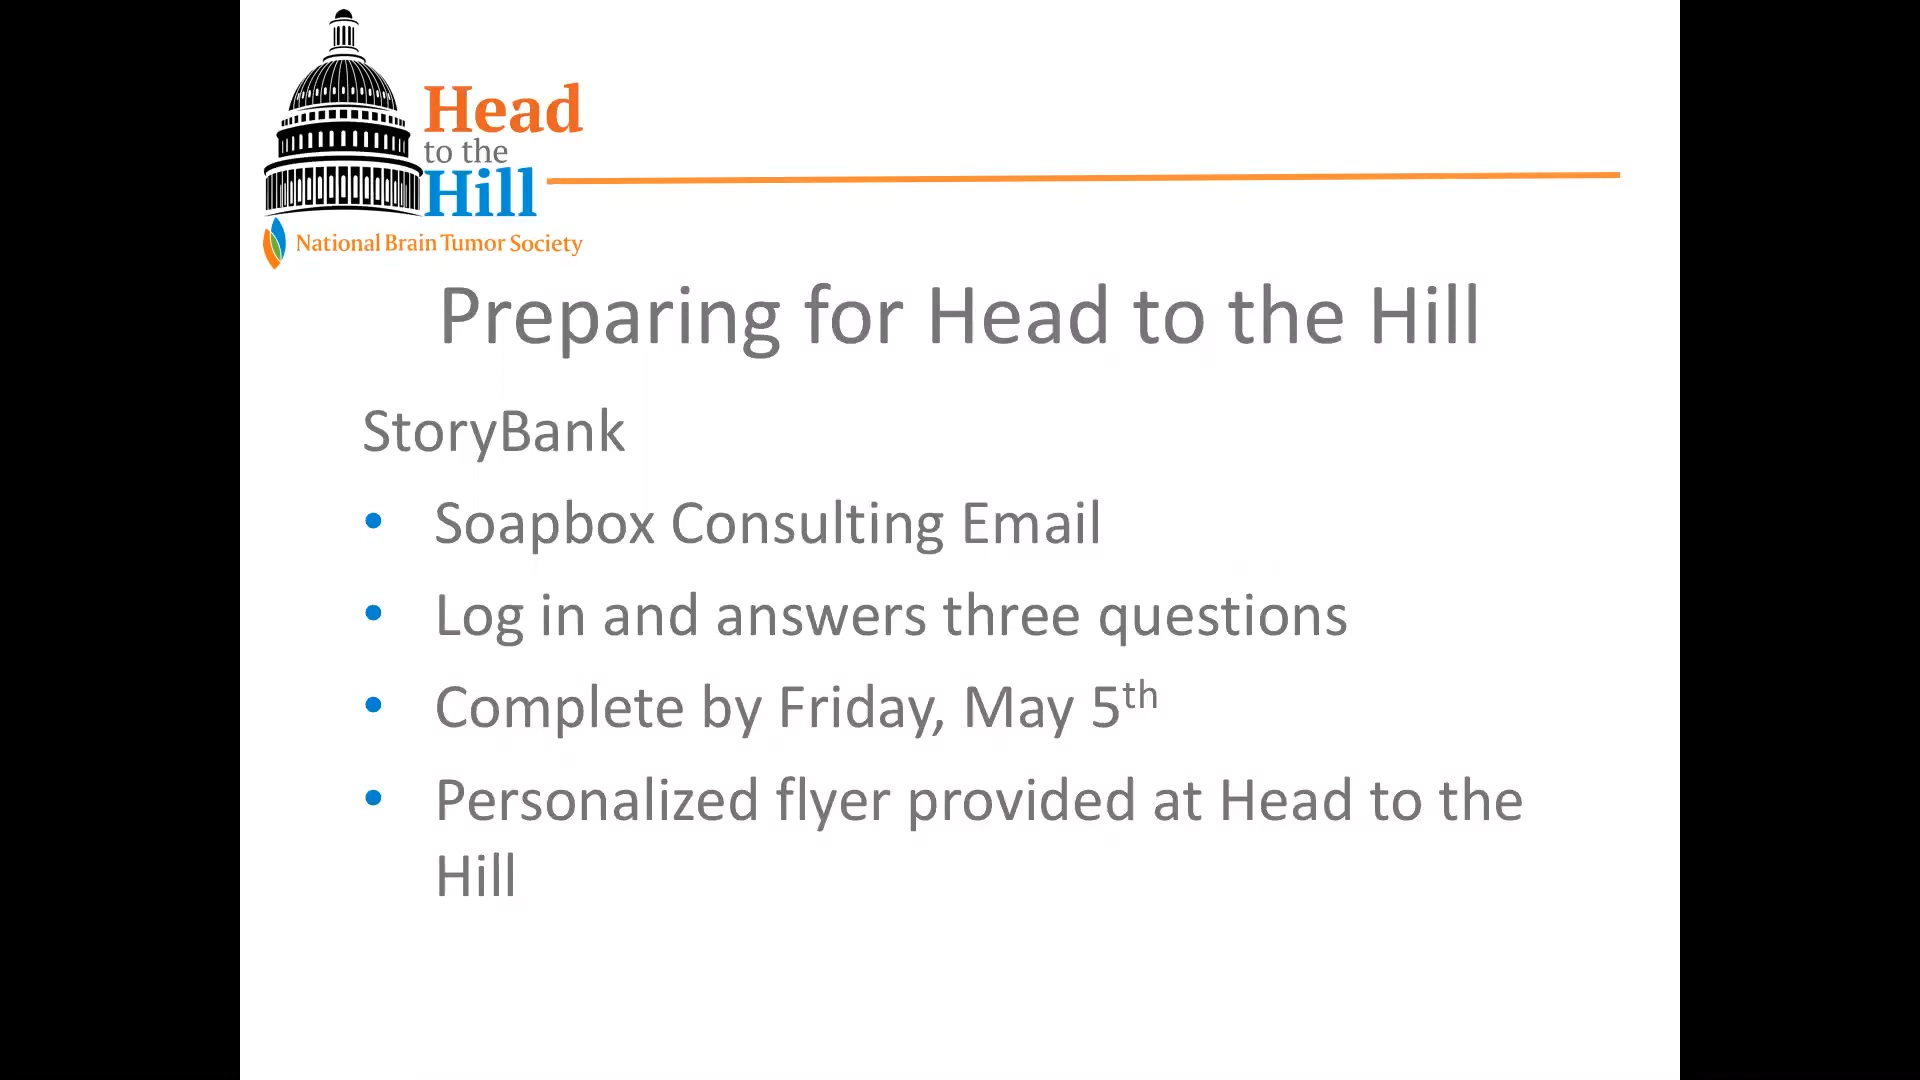 Head
to the
Hill
National Brain Tumor Society
Preparing for Head to the Hill
StoryBank
• Soapbox Consulting Email
• Log in and answers three questions
• Complete by Friday, May 5th
• Personalized flyer provided at Head to the
Hill